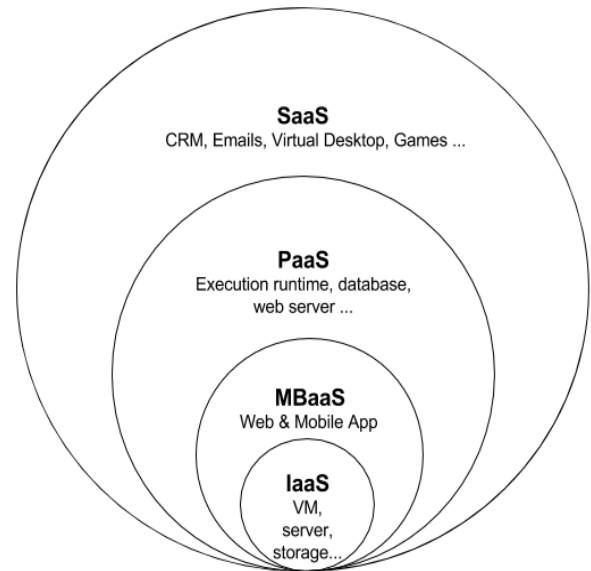 SaaS
CRM, Emails, Virtual Desktop, Games ...
PaaS
Execution runtime, database,
web server ...
MBaaS
Web & Mobile App
IaaS
VM,
server,
storage...